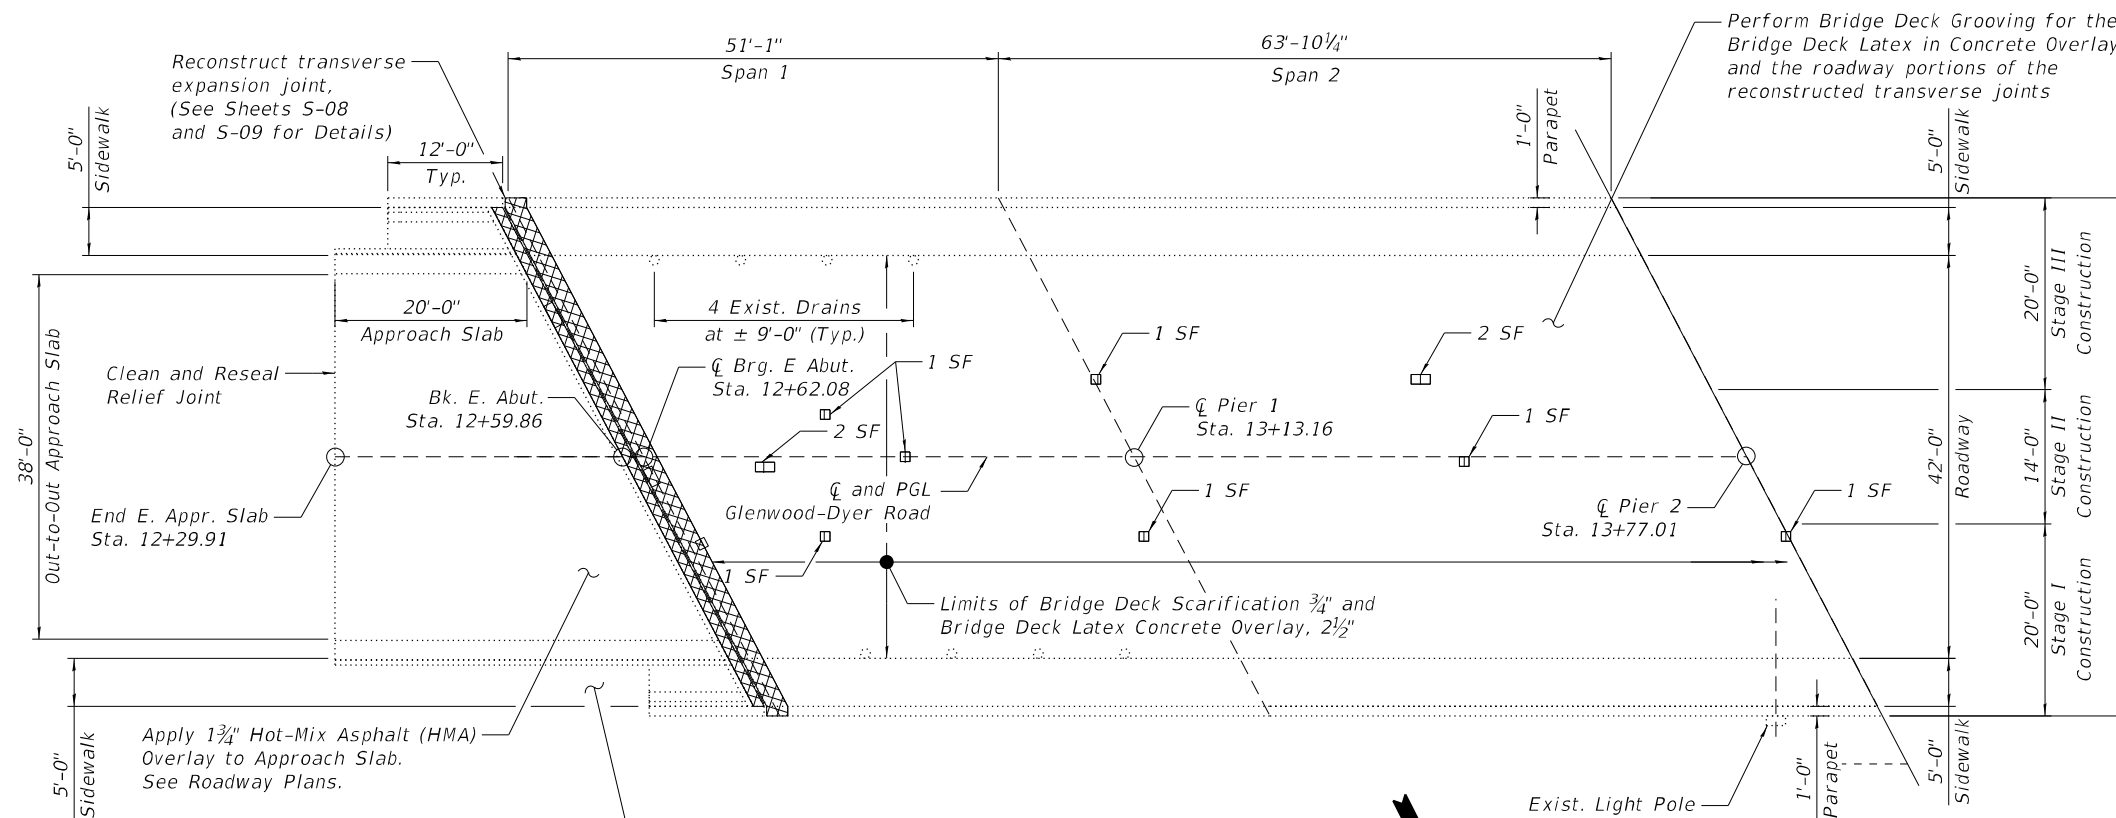 Perform Bridge Deck Grooving for the
Bridge Deck Latex in Concrete Overlay
and the roadway portions of the
reconstructed transverse joints
51'-1"
Span 1
63'-10¼"
Span 2
Reconstruct transverse
expansion joint,
(See Sheets S-08
and S-09 for Details)
5'-0"
Sidewalk
12'-0"
Typ.
1'-0"
Parapet
5'-0"
Sidewalk
20'-0"
Approach Slab
4 Exist. Drains
at ± 9'-0" (Typ.)
1 SF
2 SF
20'-0"
Stage III
Construction
Clean and Reseal
Relief Joint
℄ Brg. E Abut.
Sta. 12+62.08
1 SF
Bk. E. Abut.
Sta. 12+59.86
2 SF
℄ Pier 1
Sta. 13+13.16
1 SF
38'-0"
Out-to-Out Approach Slab
42'-0"
Roadway
14'-0"
Stage II
Construction
End E. Appr. Slab
Sta. 12+29.91
℄ and PGL
Glenwood-Dyer Road
1 SF
℄ Pier 2
Sta. 13+77.01
1 SF
1 SF
Limits of Bridge Deck Scarification ¾" and
Bridge Deck Latex Concrete Overlay, 2½"
20'-0"
Stage I
Construction
Apply 1¾" Hot-Mix Asphalt (HMA)
Overlay to Approach Slab.
See Roadway Plans.
5'-0"
Sidewalk
Exist. Light Pole
1'-0"
Parapet
5'-0"
Sidewalk